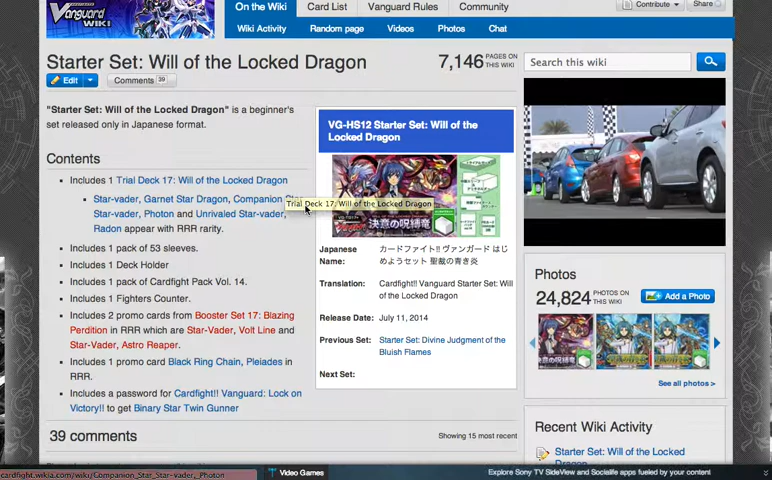 Vanguard
WIKI
On the Wiki
Card List
Vanguard Rules
Community
Contribute
Share
Wiki Activity
Random page
Videos
Photos
Chat
Starter Set: Will of the Locked Dragon
7,146 PAGES ON
THIS WIKI
Search this wiki
Edit
Comments 39
"Starter Set: Will of the Locked Dragon" is a beginner's
set released only in Japanese format.
Contents
Includes 1 Trial Deck 17: Will of the Locked Dragon
Star-vader, Garnet Star Dragon, Companion Star
Star-vader, Photon and Unrivaled Star-vader,
Radon appear with RRR rarity.
Trial Deck 17: Will of the Locked Dragon
Includes 1 pack of 53 sleeves.
Includes 1 Deck Holder
Includes 1 pack of Cardfight Pack Vol. 14.
Includes 1 Fighters Counter.
Includes 2 promo cards from Booster Set 17: Blazing
Perdition in RRR which are Star-Vader, Volt Line and
Star-Vader, Astro Reaper.
Includes 1 promo card Black Ring Chain, Pleiades in
RRR.
Includes a password for Cardfight!! Vanguard: Lock on
Victory!! to get Binary Star Twin Gunner
VG-HS12 Starter Set: Will of the
Locked Dragon
決意の呪縛竜
Japanese
Name:
カードファイト!! ヴァンガード はじ
めようセット 聖裁の青き炎
Translation:
Cardfight!! Vanguard Starter Set: Will
of the Locked Dragon
Release Date:
July 11, 2014
Previous Set:
Starter Set: Divine Judgment of the
Bluish Flames
Next Set:
Photos
24,824 PHOTOS ON
THIS WIKI
Add a Photo
決意の呪縛竜
See all photos >
Recent Wiki Activity
Starter Set: Will of the Locked
Dragon
39 comments
Showing 15 most recent
cardfight.wikia.com/wiki/Companion_Star_Star-vader,_Photon
Video Games
Explore Sony TV SideView and Socialife apps fueled by your content